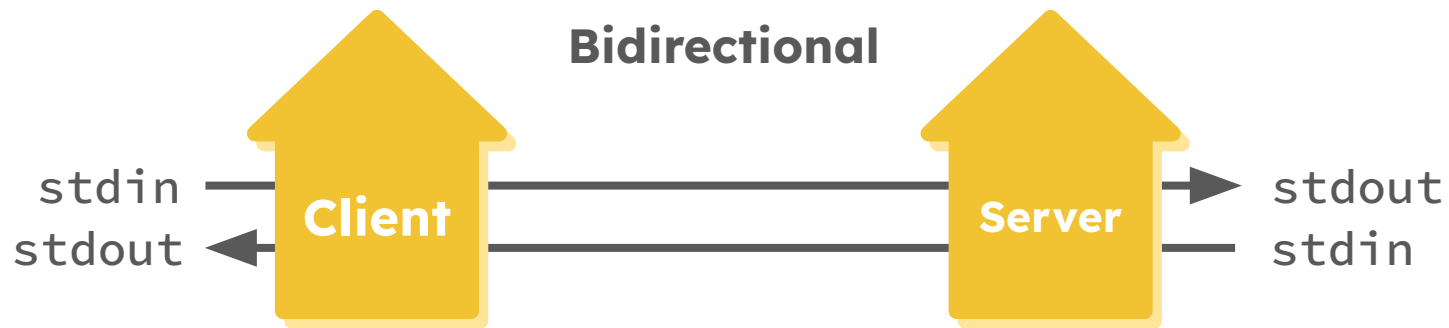 Bidirectional
stdin
Client
Server
stdout
stdout
stdin